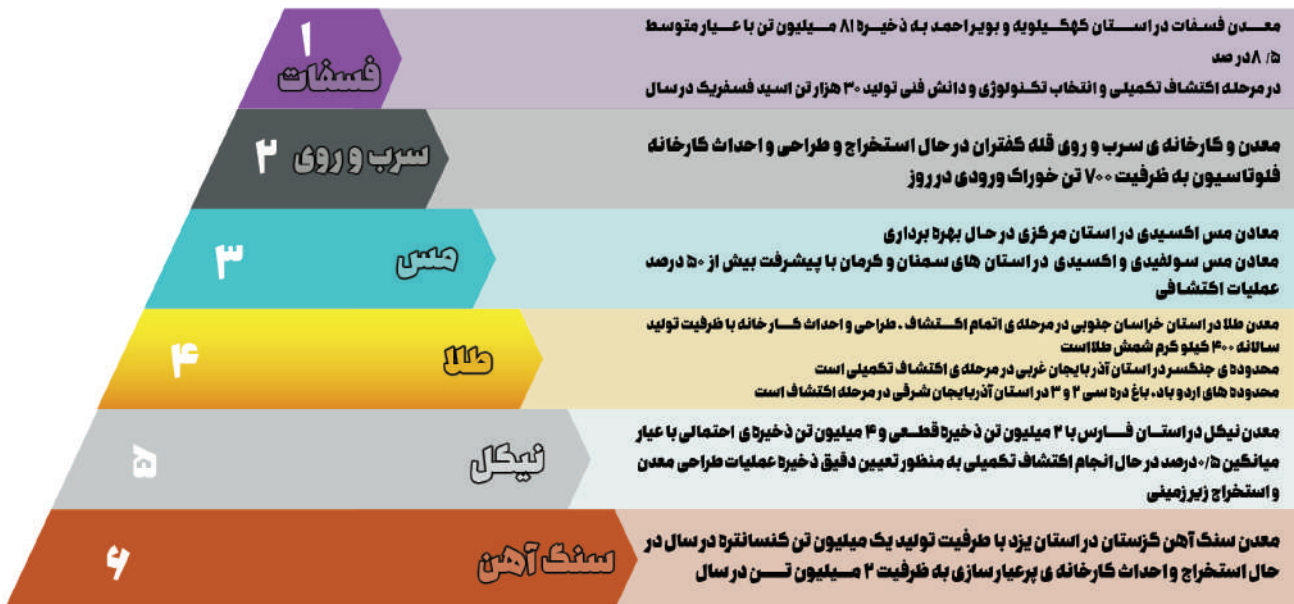 ۱
فسفات
معدن فسفات در استان کهکیلویه و بویراحمد به ذخیره ۸۱ میلیون تن با عیار متوسط
۸/۵ درصد
در مرحله اکتشاف تکمیلی و انتخاب تکنولوژی و دانش فنی تولید ۳۰ هزار تن اسید فسفریک در سال
سرب و روی ۲
معدن و کارخانه ی سرب و روی قله کفتران در حال استخراج و طراحی و احداث کارخانه
فلوتاسیون به ظرفیت ۷۰۰ تن خوراک ورودی در روز
مس ۳
معادن مس اکسیدی در استان مرکزی در حال بهره برداری
معادن مس سولفیدی و اکسیدی در استان های سمنان و کرمان با پیشرفت بیش از ۵۰ درصد
عملیات اکتشافی
طلا ۴
معدن طلا در استان خراسان جنوبی در مرحله ی اتمام اکتشاف ، طراحی و احداث کارخانه با ظرفیت تولید
سالانه ۴۰۰ کیلو گرم شمش طلااست
محدوده ی جنگسر در استان آذربایجان غربی در مرحله ی اکتشاف تکمیلی است
محدوده های اردوباد، باغ دره سی ۲ و ۳ در استان آذربایجان شرقی در مرحله اکتشاف است
نیکل ۵
معدن نیکل در استان فارس با ۲ میلیون تن ذخیره قطعی و ۴ میلیون تن ذخیره ی احتمالی با عیار
میانگین ۰/۵ درصد در حال انجام اکتشاف تکمیلی به منظور تعیین دقیق ذخیره عملیات طراحی معدن
و استخراج زیرزمینی
سنگ آهن ۶
معدن سنگ آهن گزستان در استان یزد با ظرفیت تولید یک میلیون تن کنسانتره در سال در
حال استخراج و احداث کارخانه ی پرعیارسازی به ظرفیت ۲ میلیون تن در سال